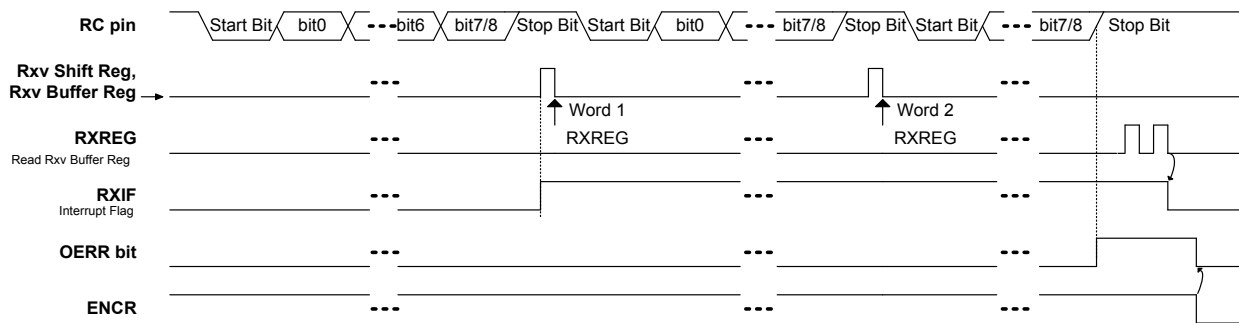 RC pin Start Bit bit0 bit6 bit7/8 Stop Bit Start Bit bit0 bit7/8 Stop Bit Start Bit bit7/8 Stop Bit
Rxv Shift Reg,
Rxv Buffer Reg
Word 1 Word 2
RXREG RXREG RXREG
Read Rxv Buffer Reg
RXIF
Interrupt Flag
OERR bit
ENCR